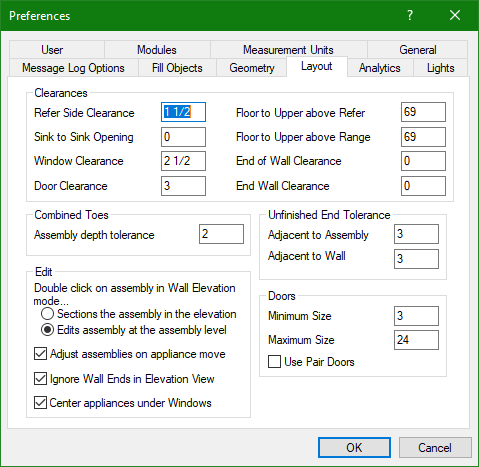 Preferences ?
User Modules Measurement Units General
Message Log Options Fill Objects Geometry Layout Analytics Lights
Clearances
Refer Side Clearance 1 1/2 Floor to Upper above Refer 69
Sink to Sink Opening 0 Floor to Upper above Range 69
Window Clearance 2 1/2 End of Wall Clearance 0
Door Clearance 3 End Wall Clearance 0
Combined Toes
Assembly depth tolerance 2
Unfinished End Tolerance
Adjacent to Assembly 3
Adjacent to Wall 3
Edit
Double click on assembly in Wall Elevation
mode...
Sections the assembly in the elevation
Edits assembly at the assembly level
Adjust assemblies on appliance move
Ignore Wall Ends in Elevation View
Center appliances under Windows
Doors
Minimum Size 3
Maximum Size 24
Use Pair Doors
OK Cancel